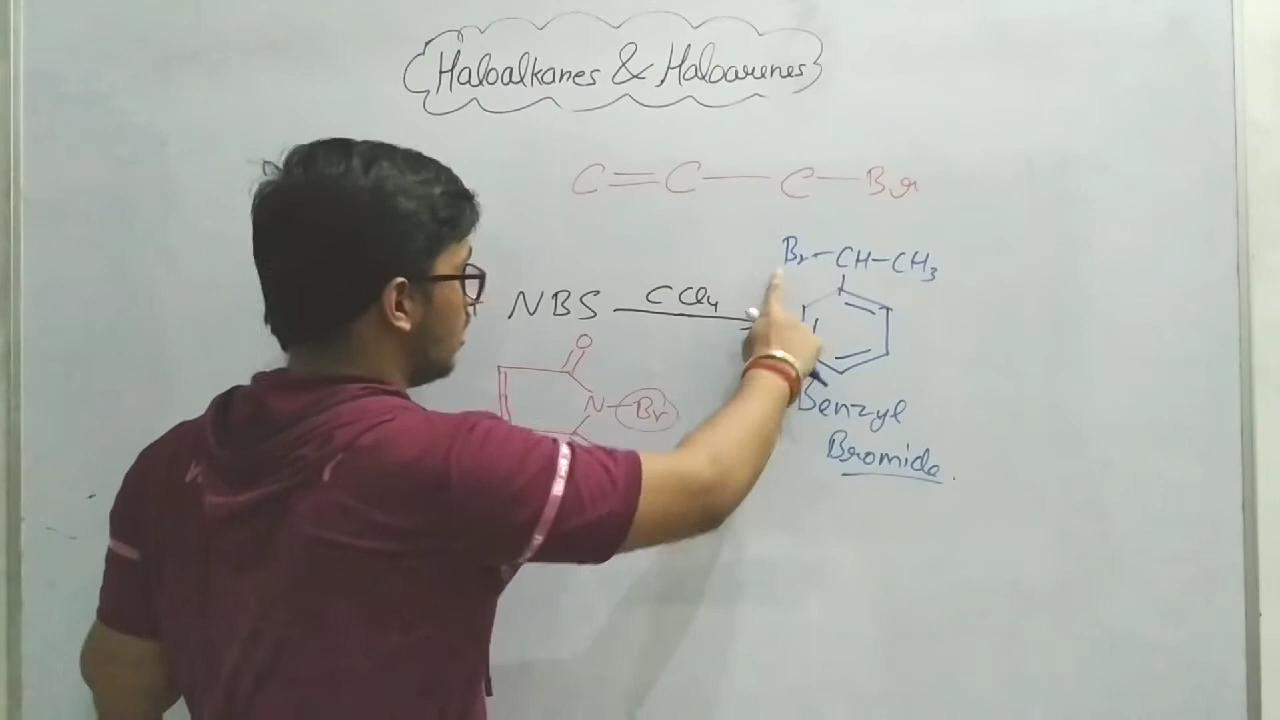 Haloalkanes & Haloarenes
C=C—C—Br
Br-CH-CH3
+ NBS CCl4
O
N-Br
Benzyl
Bromide.